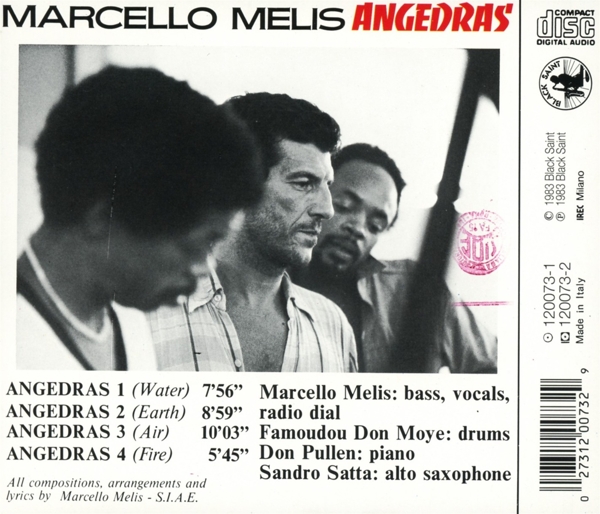 MARCELLO MELIS ANGEDRAS
COMPACT
disc
DIGITAL AUDIO
BLACK SAINT
© 1983 Black Saint
℗ 1983 Black Saint
IREC Milano
120073-1
120073-2
Made in Italy
ANGEDRAS 1 (Water) 7'56”
ANGEDRAS 2 (Earth) 8'59”
ANGEDRAS 3 (Air) 10'03”
ANGEDRAS 4 (Fire) 5'45”
Marcello Melis: bass, vocals,
radio dial
Famoudou Don Moye: drums
Don Pullen: piano
Sandro Satta: alto saxophone
All compositions, arrangements and
lyrics by Marcello Melis - S.I.A.E.
0 27312 00732 9